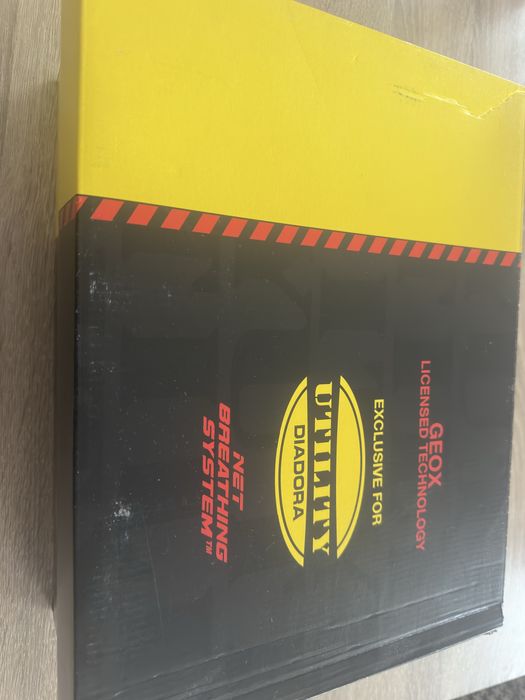 GEOX
LICENSED TECHNOLOGY
EXCLUSIVE FOR
UTILITY
DIADORA
NET
BREATHING
SYSTEM™